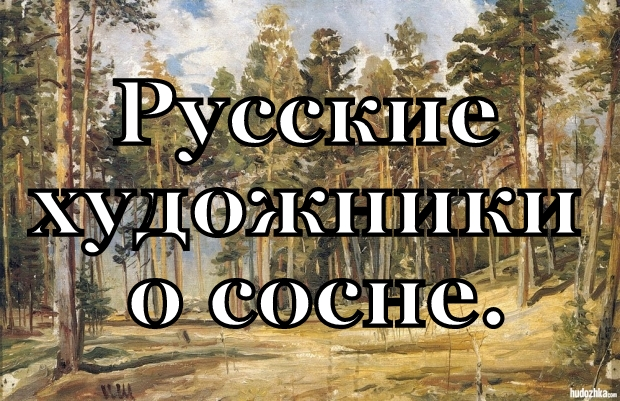 Русские
художники
о сосне.
И.Ш
hudozhka.com